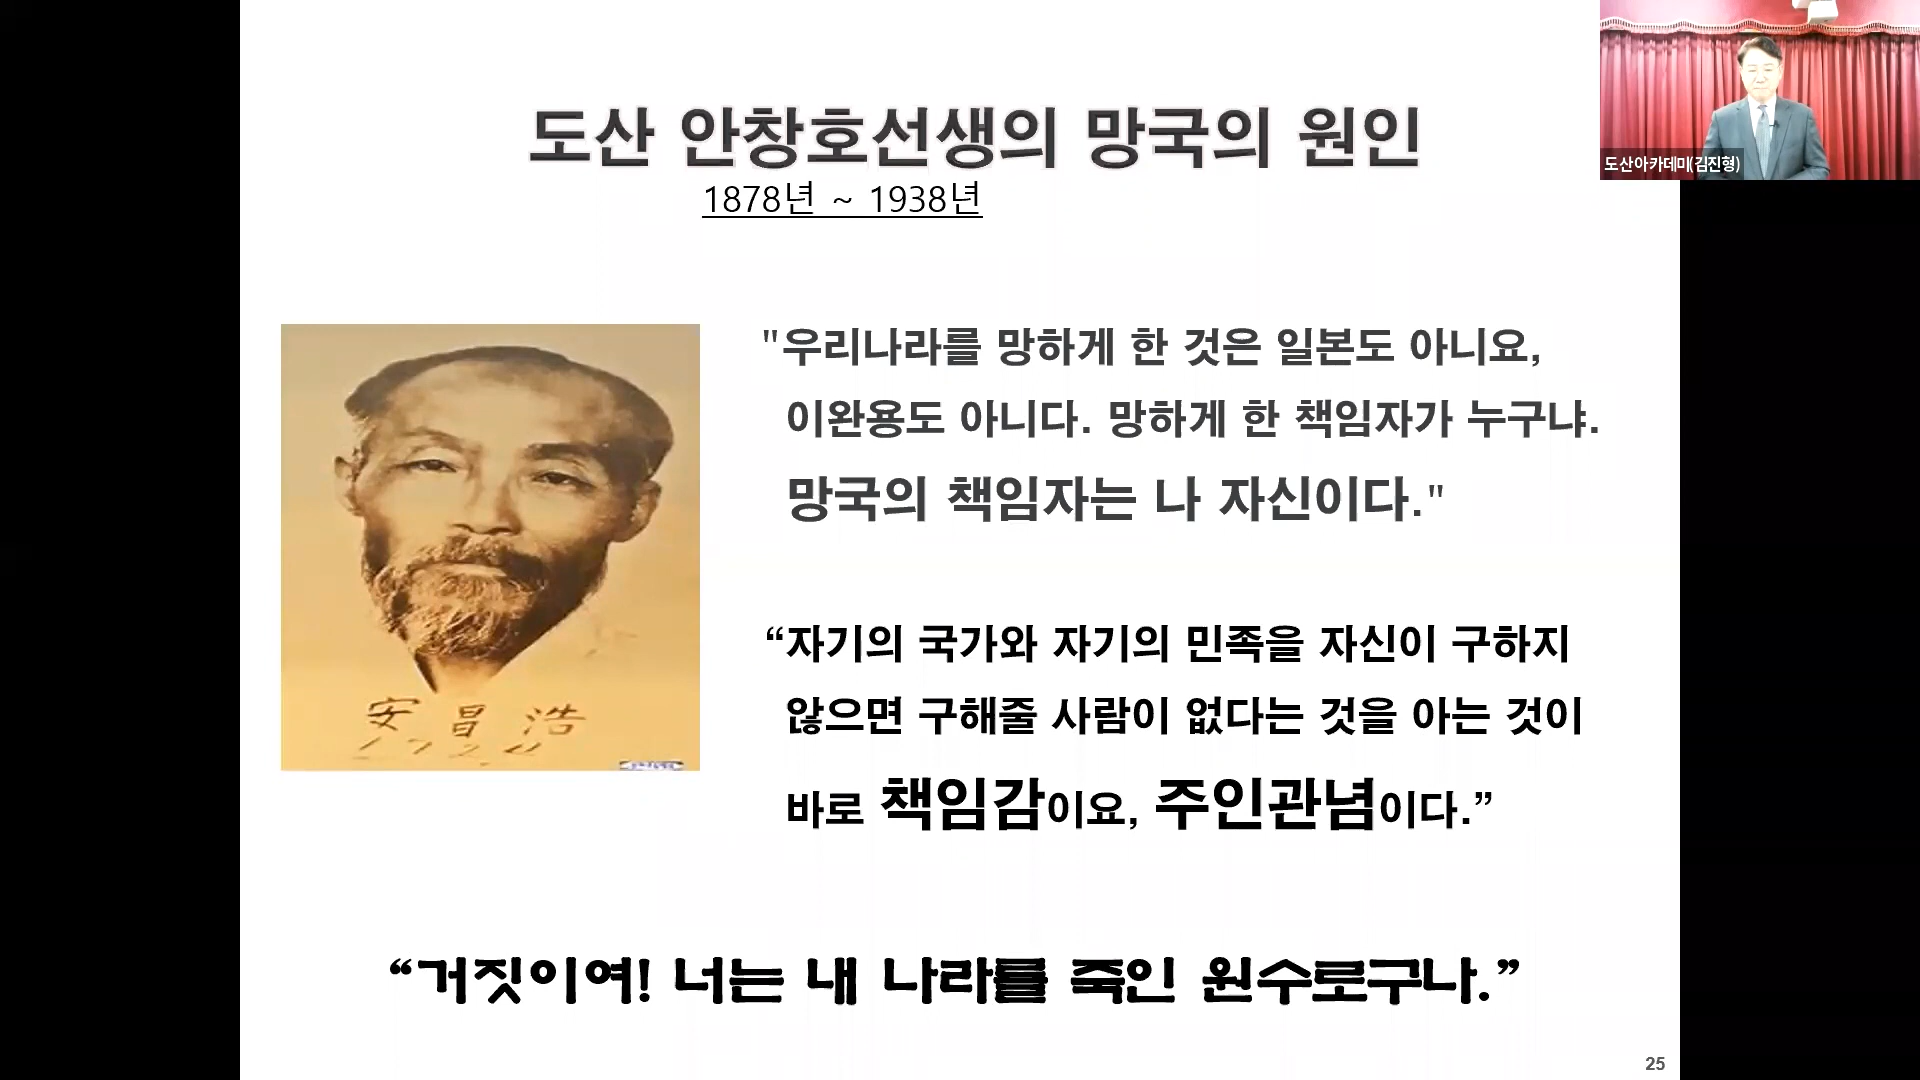 도산 안창호선생의 망국의 원인
1878년 ~ 1938년
도산아카데미(김진형)
"우리나라를 망하게 한 것은 일본도 아니요,
이완용도 아니다. 망하게 한 책임자가 누구냐.
망국의 책임자는 나 자신이다."
“자기의 국가와 자기의 민족을 자신이 구하지
않으면 구해줄 사람이 없다는 것을 아는 것이
바로 책임감이요, 주인관념이다.”
安昌浩
“거짓이여! 너는 내 나라를 죽인 원수로구나.”
25